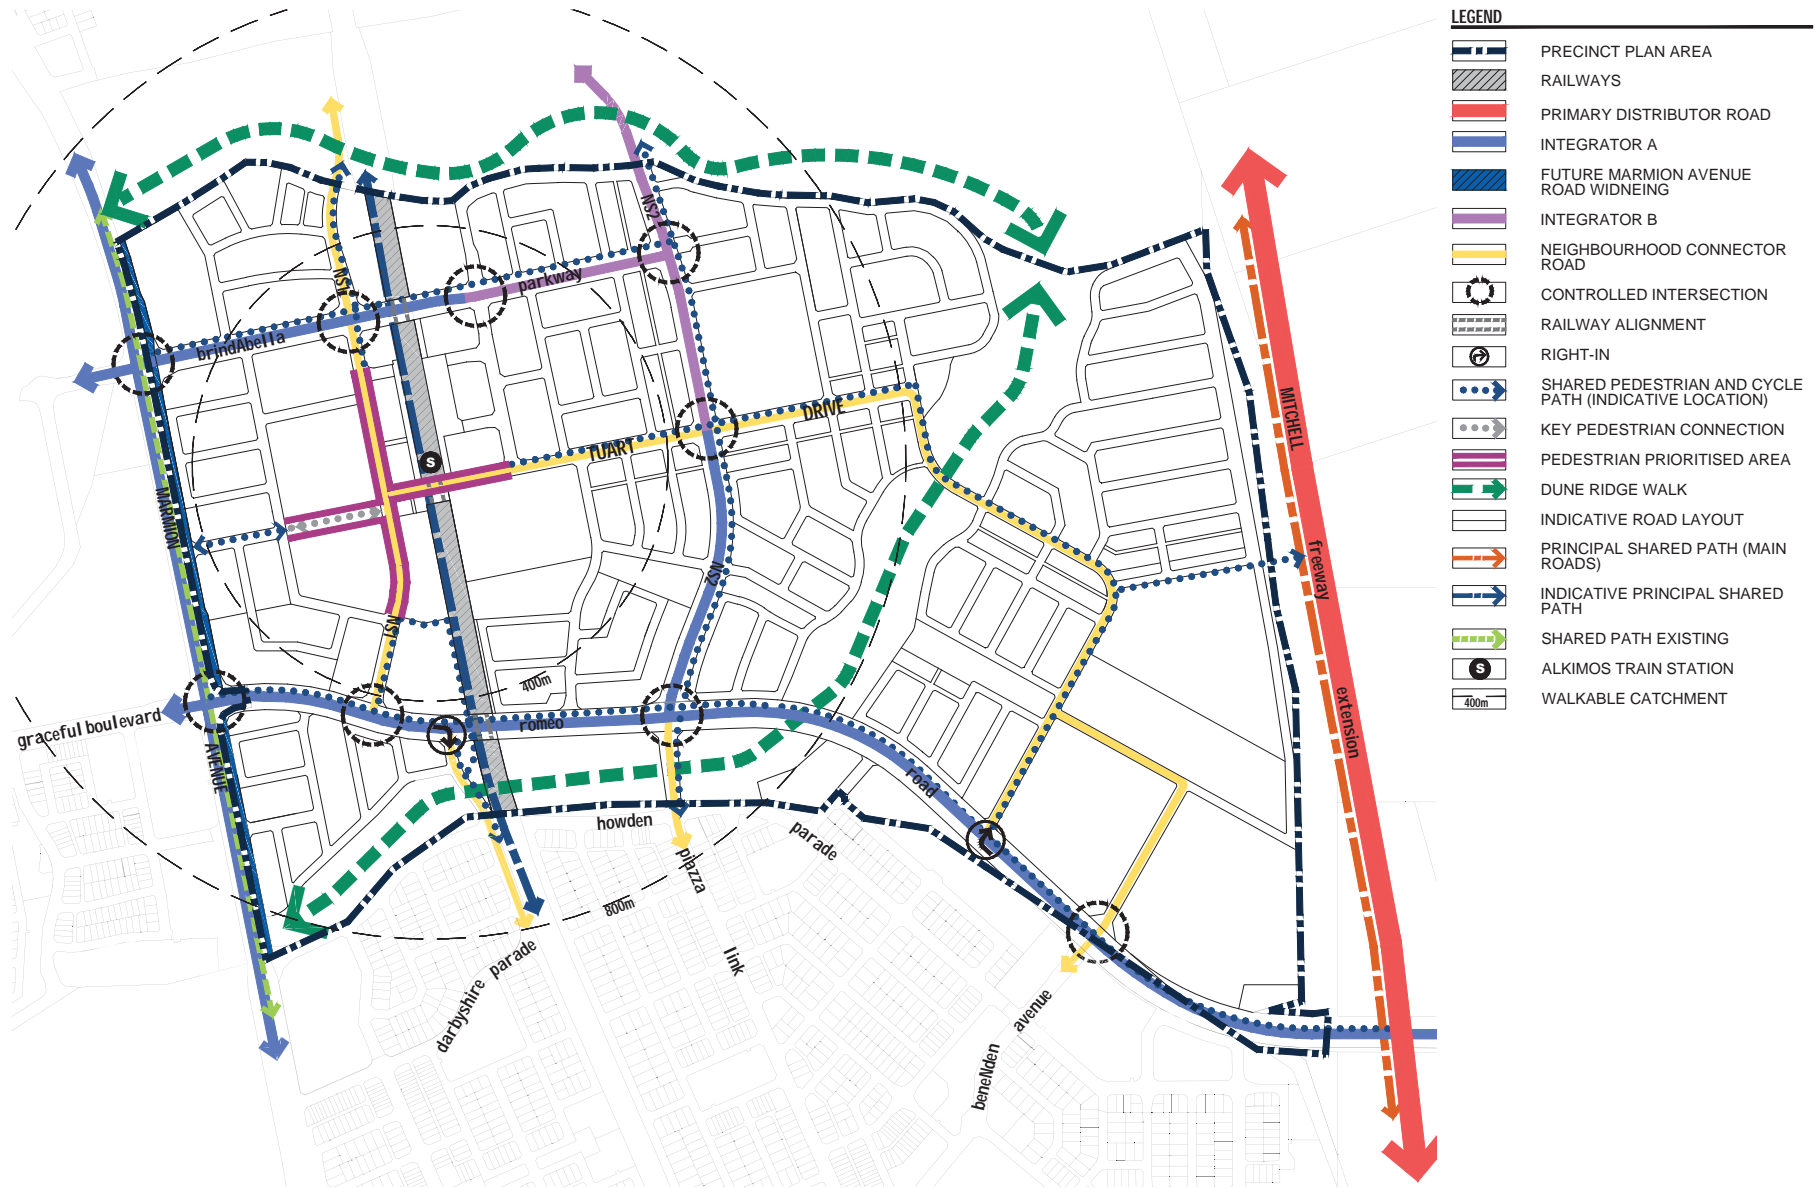 LEGEND
PRECINCT PLAN AREA
RAILWAYS
PRIMARY DISTRIBUTOR ROAD
INTEGRATOR A
FUTURE MARMION AVENUE
ROAD WIDNEING
INTEGRATOR B
NEIGHBOURHOOD CONNECTOR
ROAD
CONTROLLED INTERSECTION
RAILWAY ALIGNMENT
RIGHT-IN
SHARED PEDESTRIAN AND CYCLE
PATH (INDICATIVE LOCATION)
KEY PEDESTRIAN CONNECTION
PEDESTRIAN PRIORITISED AREA
DUNE RIDGE WALK
INDICATIVE ROAD LAYOUT
PRINCIPAL SHARED PATH (MAIN
ROADS)
INDICATIVE PRINCIPAL SHARED
PATH
SHARED PATH EXISTING
S
ALKIMOS TRAIN STATION
400m
WALKABLE CATCHMENT
NS2
NS1
parkway
brindAbella
MITCHELL
DRIVE
TUART
S
MARMION
freeway
NS2
NS1
400m
extension
graceful boulevard
romeo
AVENUE
road
howden
parade
piazza
800m
link
parade
darbyshire
avenue
beneNden